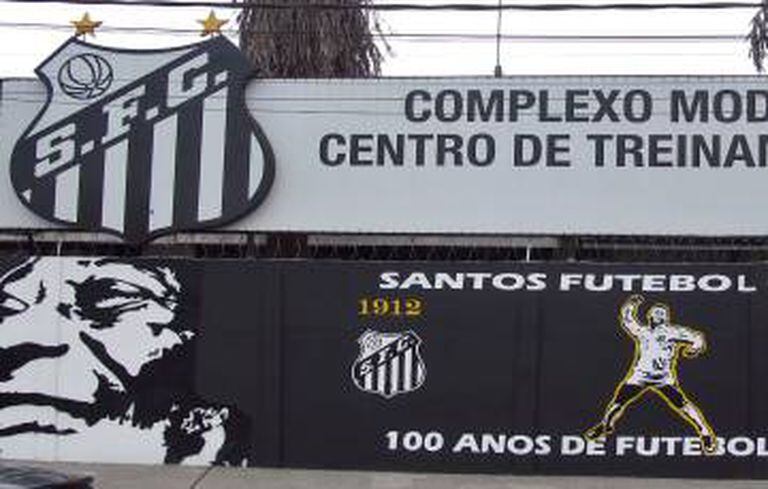 S.F.C.
COMPLEXO MOD
CENTRO DE TREINAM
SANTOS FUTEBOL
1912
S.F.C.
100 ANOS DE FUTEBOL